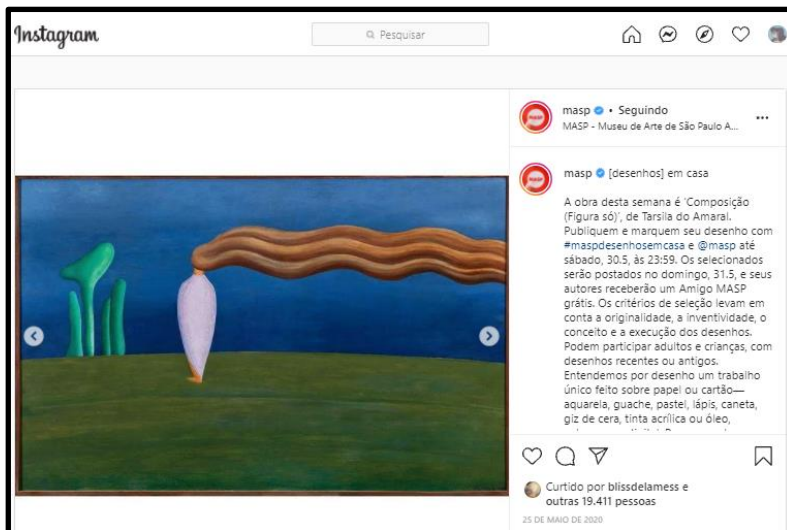 Instagram
Pesquisar
masp • Seguindo
MASP - Museu de Arte de São Paulo A...
masp [desenhos] em casa
A obra desta semana é 'Composição
(Figura só)', de Tarsila do Amaral.
Publiquem e marquem seu desenho com
#maspdesenhosemcasa e @masp até
sábado, 30.5, às 23:59. Os selecionados
serão postados no domingo, 31.5, e seus
autores receberão um Amigo MASP
grátis. Os critérios de seleção levam em
conta a originalidade, a inventividade, o
conceito e a execução dos desenhos.
Podem participar adultos e crianças, com
desenhos recentes ou antigos.
Entendemos por desenho um trabalho
único feito sobre papel ou cartão—
aquarela, guache, pastel, lápis, caneta,
giz de cera, tinta acrílica ou óleo,
Curtido por blissdelamess e
outras 19.411 pessoas
25 DE MAIO DE 2020